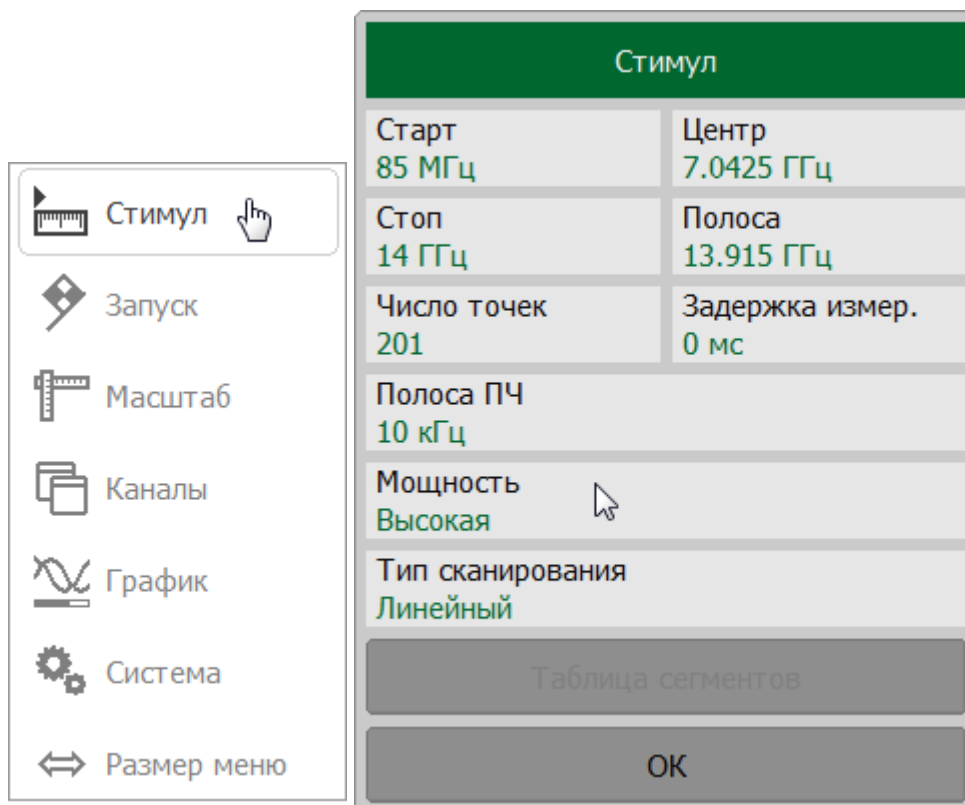 Стимул
Запуск
Масштаб
Каналы
График
Система
Размер меню
Стимул
Старт
85 МГц
Центр
7.0425 ГГц
Стоп
14 ГГц
Полоса
13.915 ГГц
Число точек
201
Задержка измер.
0 мс
Полоса ПЧ
10 кГц
Мощность
Высокая
Тип сканирования
Линейный
Таблица сегментов
ОК